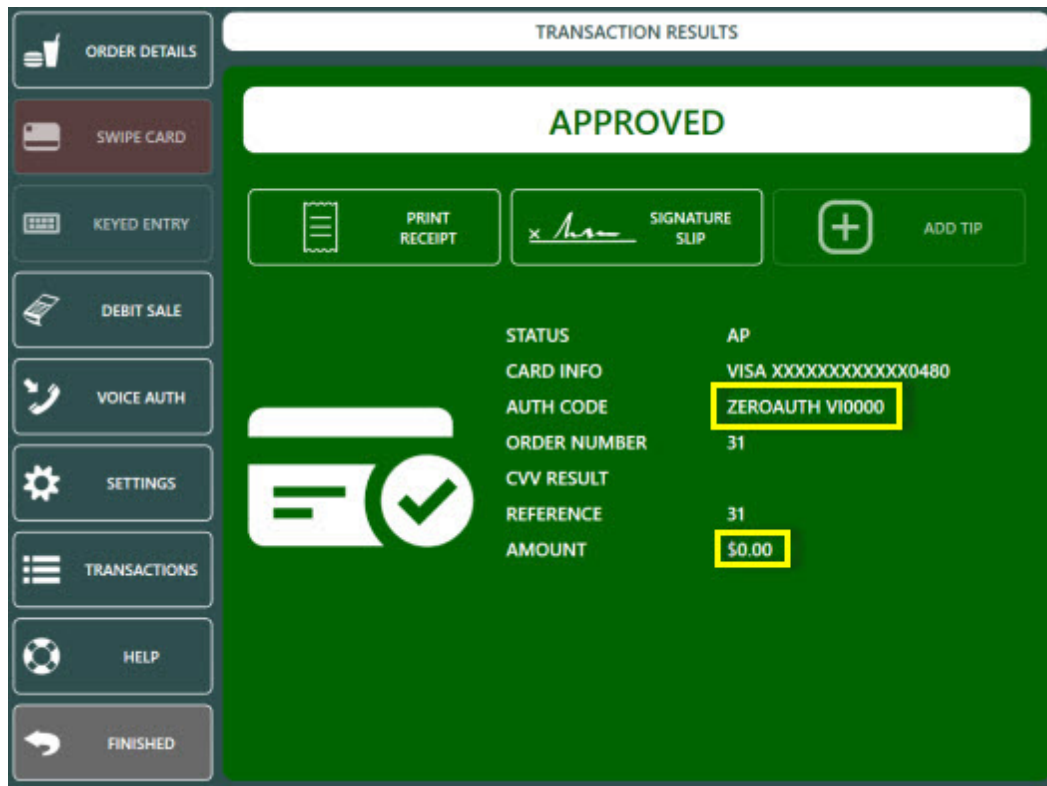 ORDER DETAILS
SWIPE CARD
KEYED ENTRY
DEBIT SALE
VOICE AUTH
SETTINGS
TRANSACTIONS
HELP
FINISHED
TRANSACTION RESULTS
APPROVED
PRINT
RECEIPT
SIGNATURE
SLIP
ADD TIP
STATUS AP
CARD INFO VISA XXXXXXXXXXXX0480
AUTH CODE ZEROAUTH VI0000
ORDER NUMBER 31
CVV RESULT
REFERENCE 31
AMOUNT $0.00